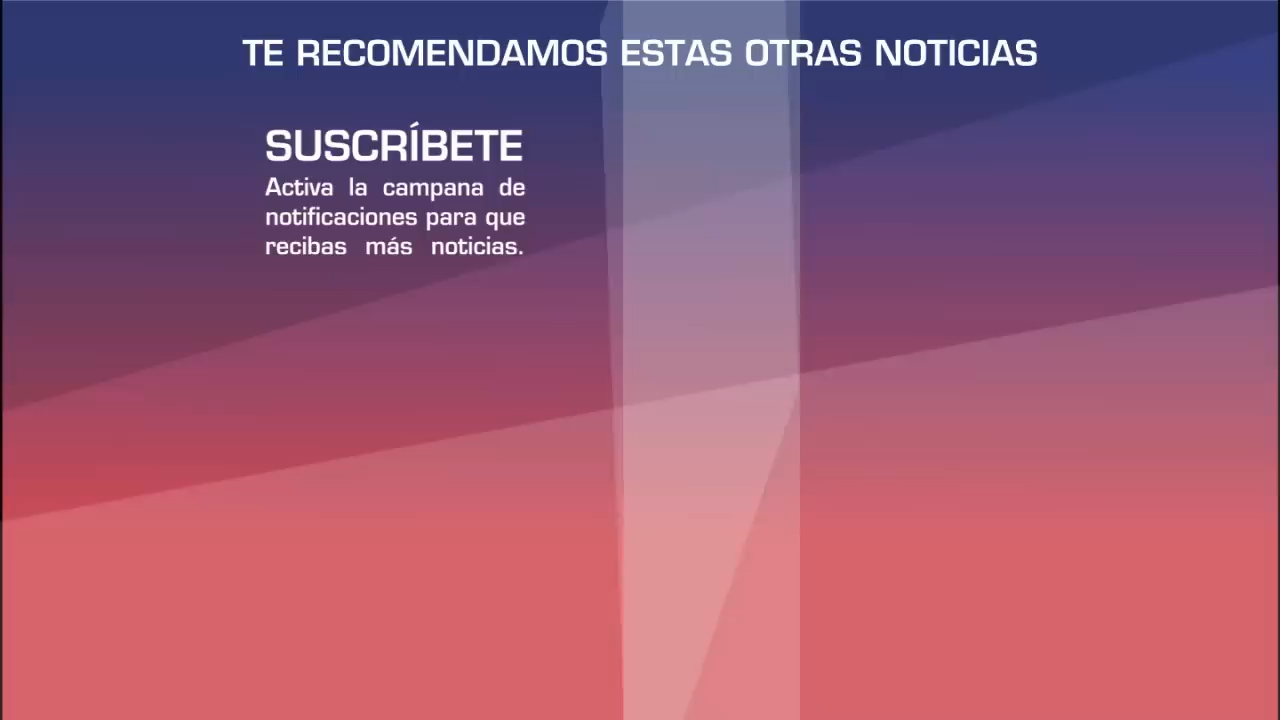 TE RECOMENDAMOS ESTAS OTRAS NOTICIAS
SUSCRÍBETE
Activa la campana de
notificaciones para que
recibas más noticias.